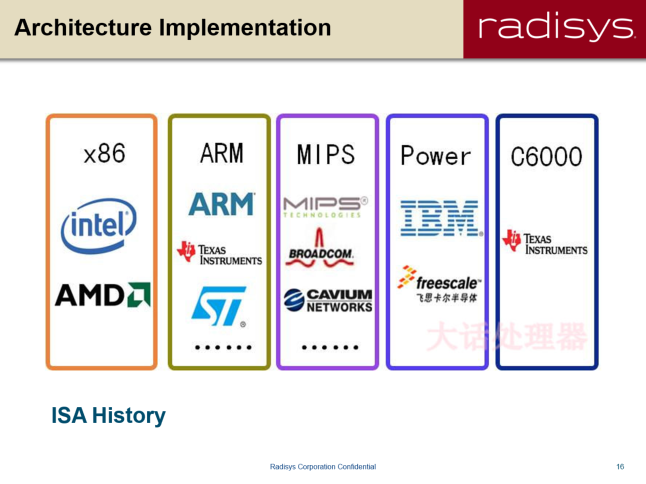 Architecture Implementation
radisys.
x86
intel®
AMD
ARM
ARM®
TEXAS
INSTRUMENTS
ST®
......
MIPS
MIPS®
TECHNOLOGIES
BROADCOM.
CAVIUM
NETWORKS
......
Power
IBM®
freescale™
飞思卡尔半导体
C6000
TEXAS
INSTRUMENTS
大话处理器
ISA History
Radisys Corporation Confidential
16